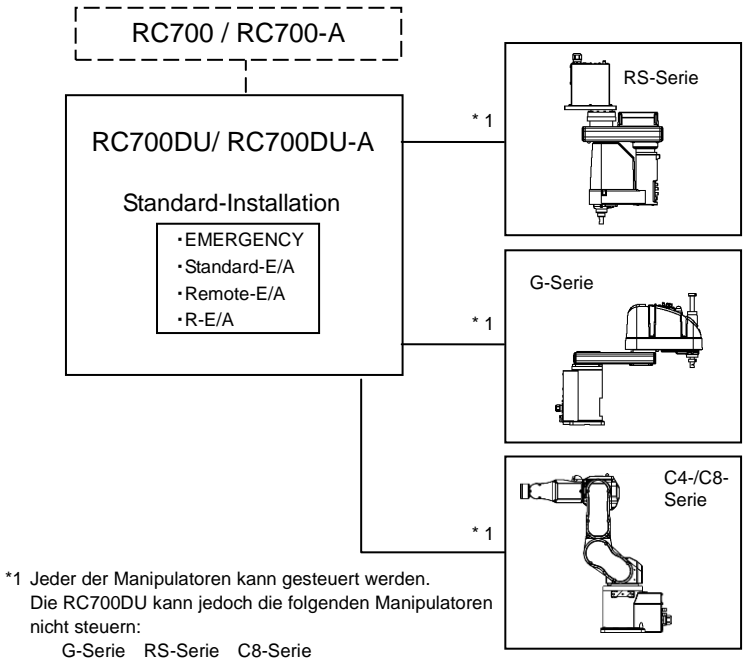 RC700 / RC700-A
RC700DU/ RC700DU-A
Standard-Installation
・EMERGENCY
・Standard-E/A
・Remote-E/A
・R-E/A
* 1
RS-Serie
* 1
G-Serie
* 1
C4-/C8-
Serie
*1 Jeder der Manipulatoren kann gesteuert werden.
Die RC700DU kann jedoch die folgenden Manipulatoren
nicht steuern:
G-Serie RS-Serie C8-Serie